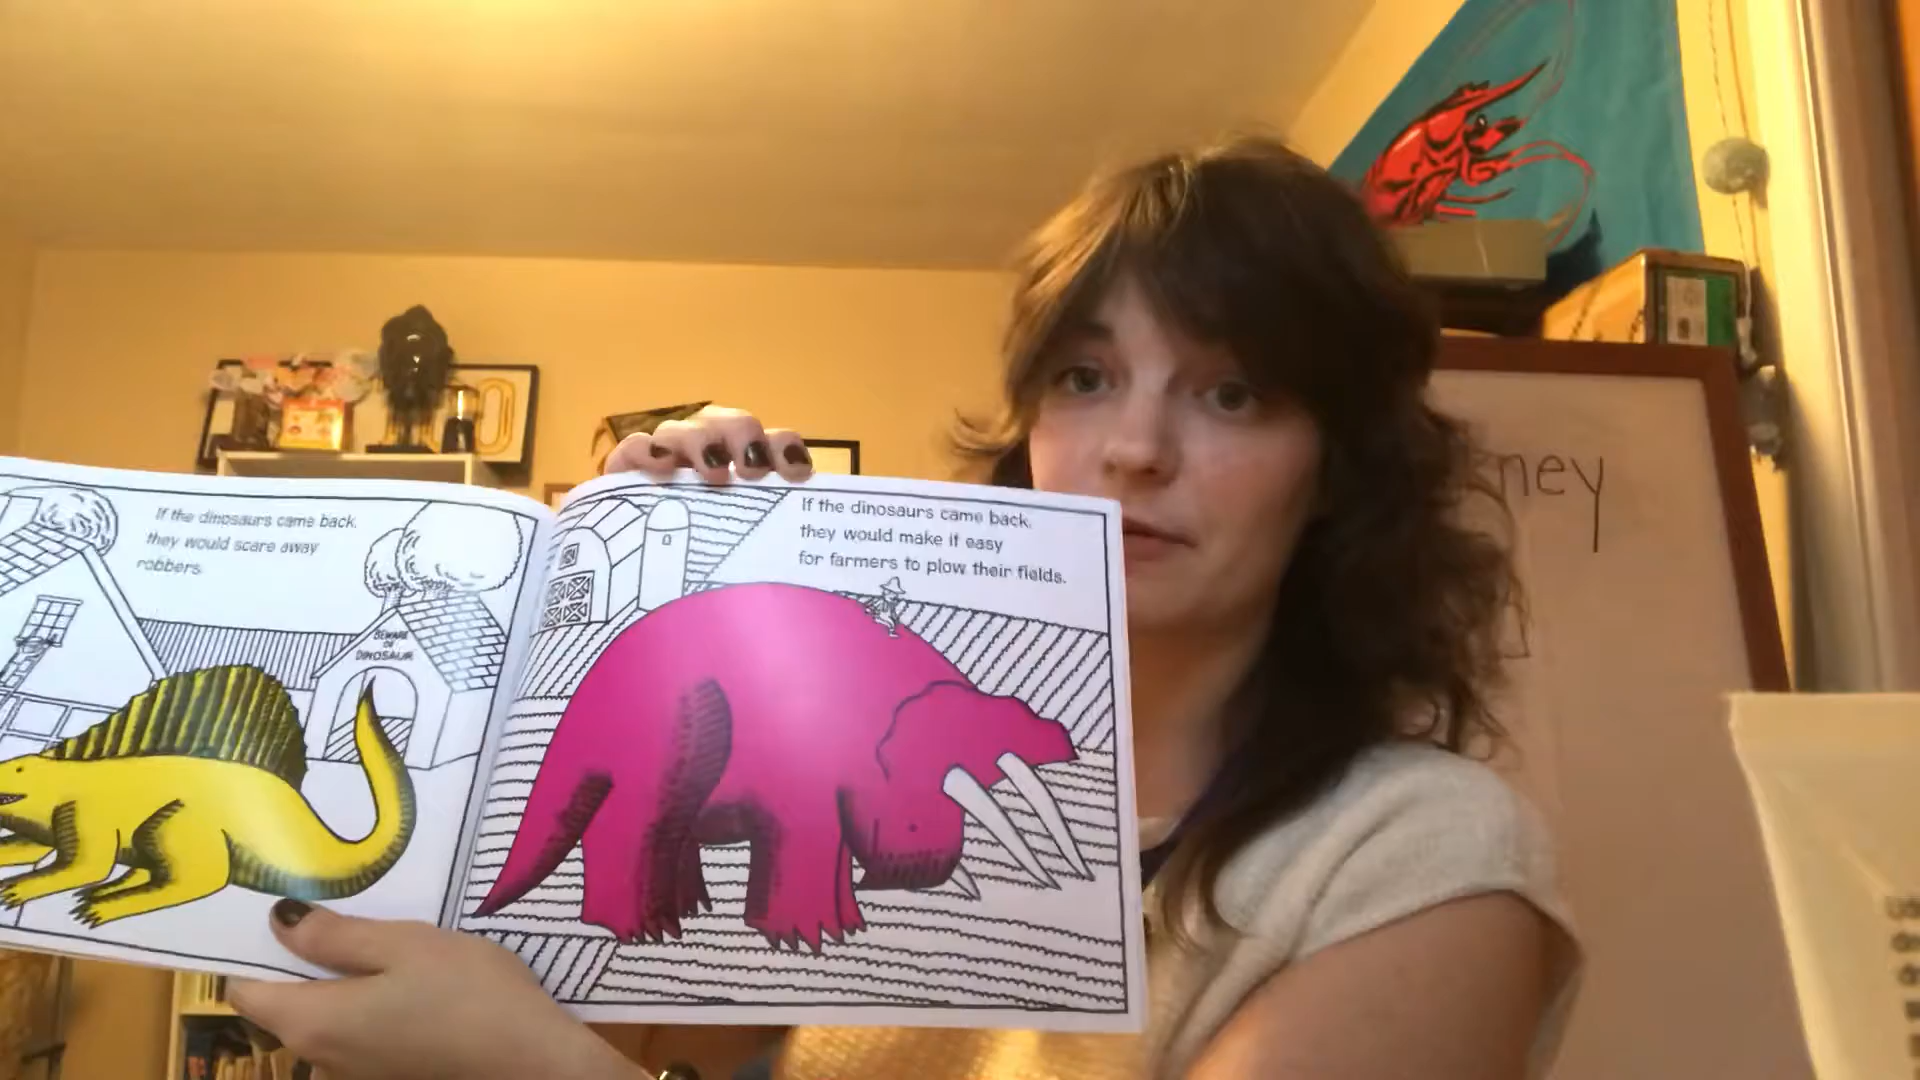 If the dinosaurs came back,
they would scare away
robbers.
BEWARE
OF
DINOSAUR
If the dinosaurs came back,
they would make it easy
for farmers to plow their fields.
ney